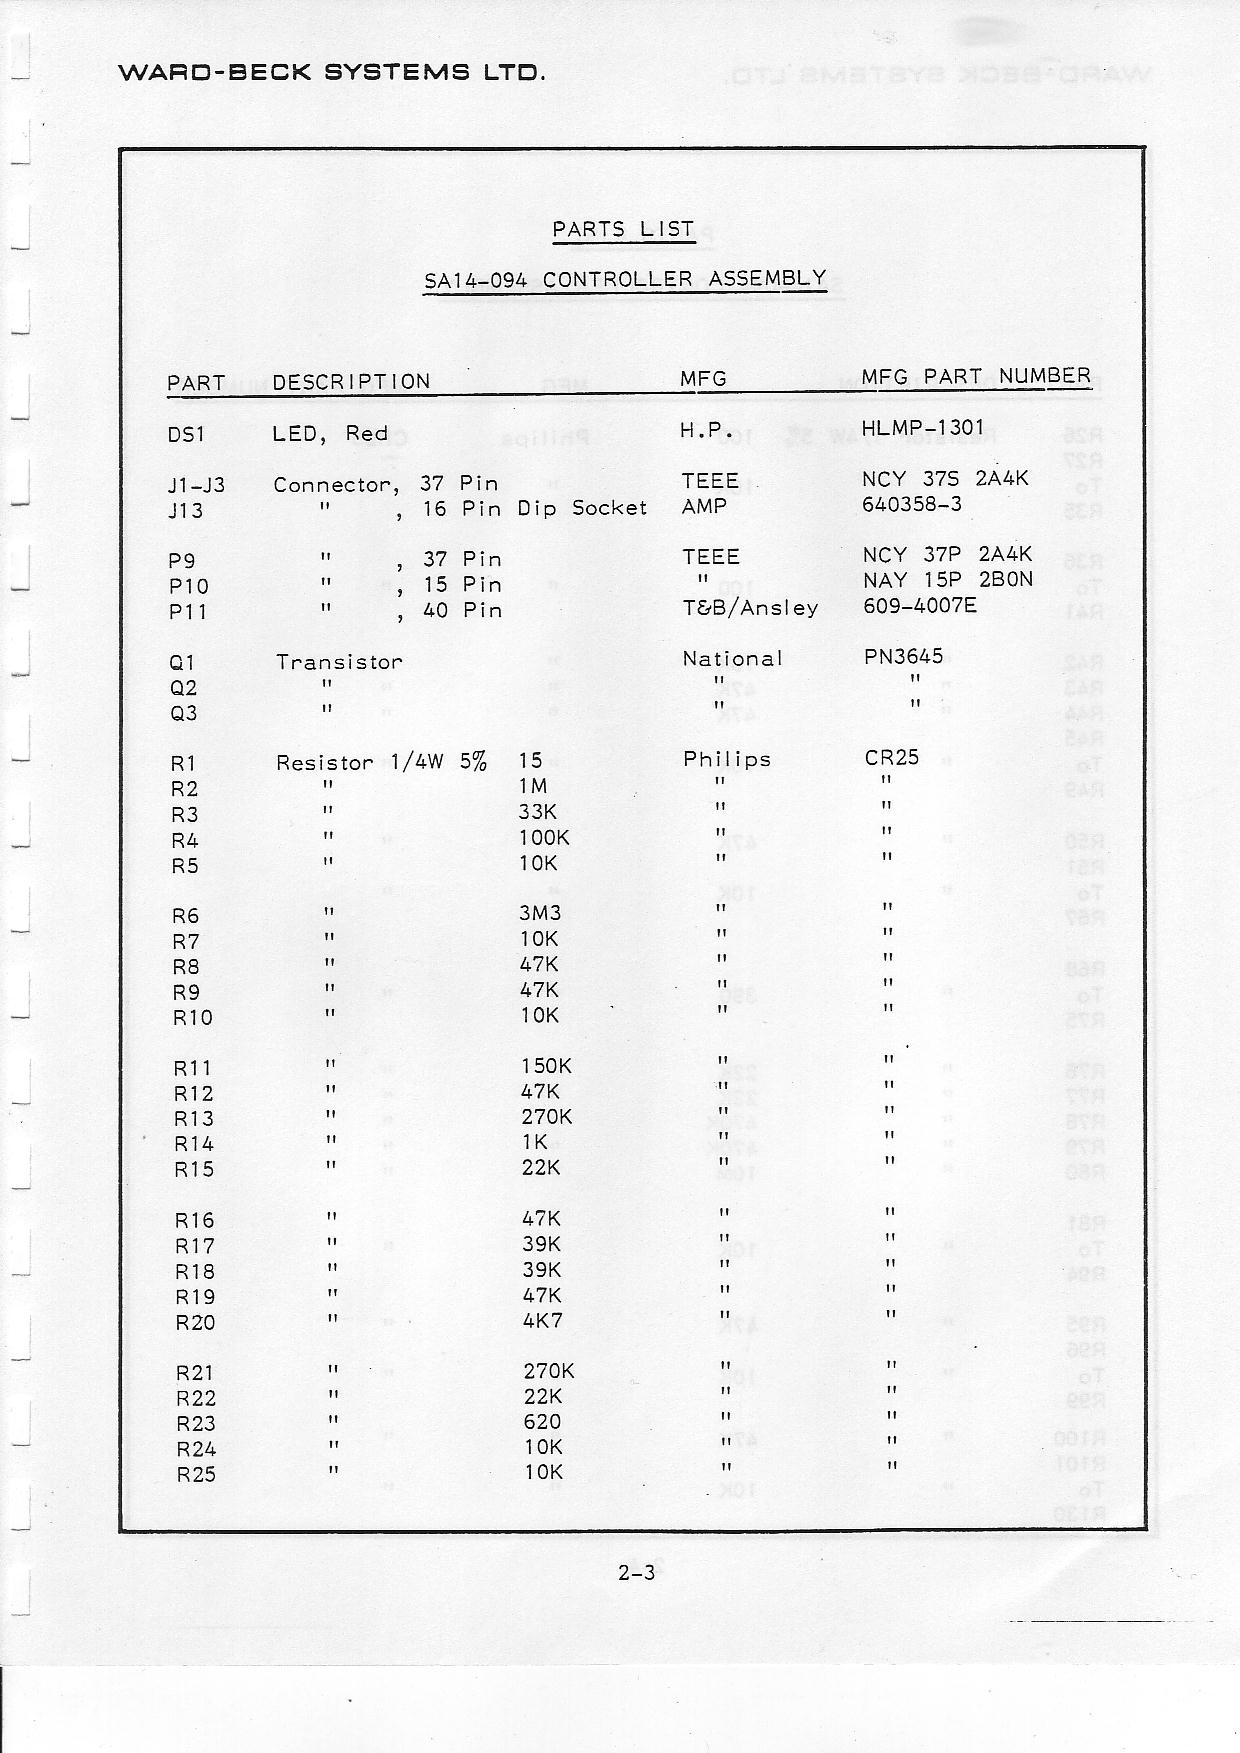 WARD-BECK SYSTEMS LTD.
PARTS LIST
SA14-094 CONTROLLER ASSEMBLY
PART DESCRIPTION MFG MFG PART NUMBER
DS1 LED, Red H.P. HLMP-1301
J1-J3 Connector, 37 Pin TEEE NCY 37S 2A4K
J13 " , 16 Pin Dip Socket AMP 640358-3
P9 " , 37 Pin TEEE NCY 37P 2A4K
P10 " , 15 Pin " NAY 15P 2B0N
P11 " , 40 Pin T&B/Ansley 609-4007E
Q1 Transistor National PN3645
Q2 " " "
Q3 " " "
R1 Resistor 1/4W 5% 15 Philips CR25
R2 " 1M " "
R3 " 33K " "
R4 " 100K " "
R5 " 10K " "
R6 " 3M3 " "
R7 " 10K " "
R8 " 47K " "
R9 " 47K " "
R10 " 10K " "
R11 " 150K " "
R12 " 47K " "
R13 " 270K " "
R14 " 1K " "
R15 " 22K " "
R16 " 47K " "
R17 " 39K " "
R18 " 39K " "
R19 " 47K " "
R20 " 4K7 " "
R21 " 270K " "
R22 " 22K " "
R23 " 620 " "
R24 " 10K " "
R25 " 10K " "
2-3